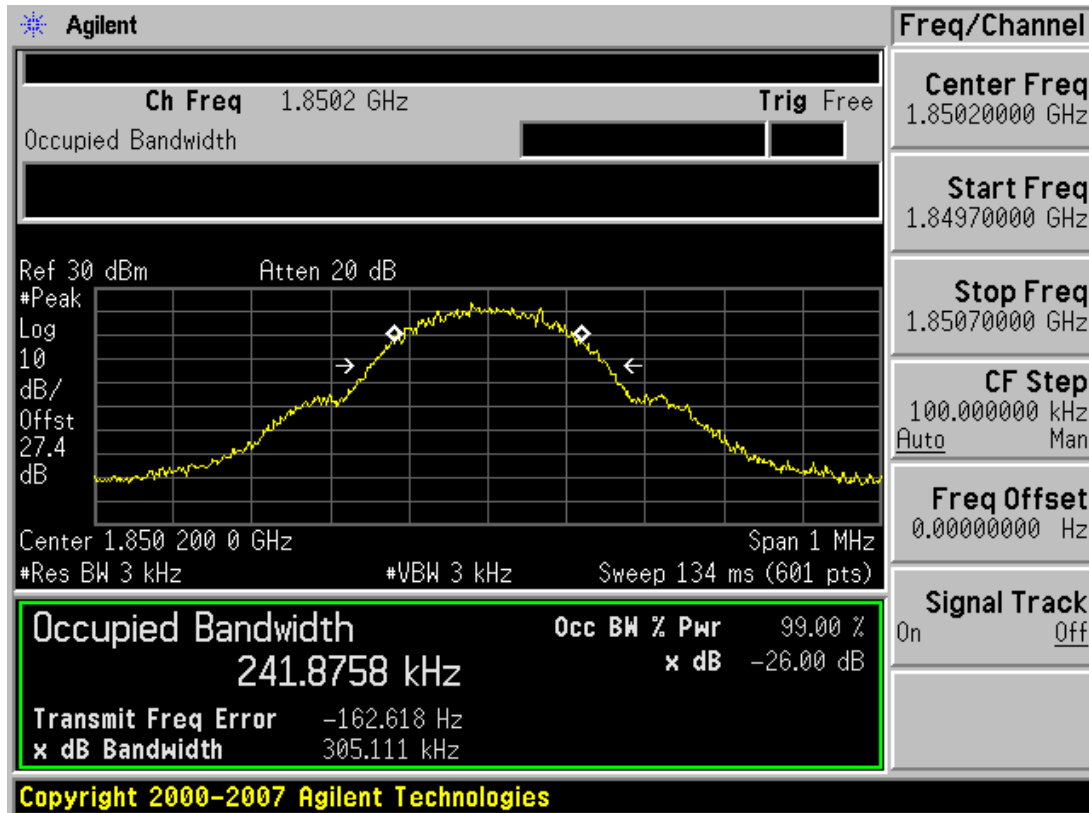 Agilent
Ch Freq 1.8502 GHz Trig Free
Occupied Bandwidth
Ref 30 dBm Atten 20 dB
#Peak
Log
10
dB/
Offst
27.4
dB
Center 1.850 200 0 GHz Span 1 MHz
#Res BW 3 kHz #VBW 3 kHz Sweep 134 ms (601 pts)
Occupied Bandwidth
241.8758 kHz
Occ BW % Pwr 99.00 %
x dB -26.00 dB
Transmit Freq Error -162.618 Hz
x dB Bandwidth 305.111 kHz
Copyright 2000-2007 Agilent Technologies
Freq/Channel
Center Freq
1.85020000 GHz
Start Freq
1.84970000 GHz
Stop Freq
1.85070000 GHz
CF Step
100.000000 kHz
Auto Man
Freq Offset
0.00000000 Hz
Signal Track
On Off